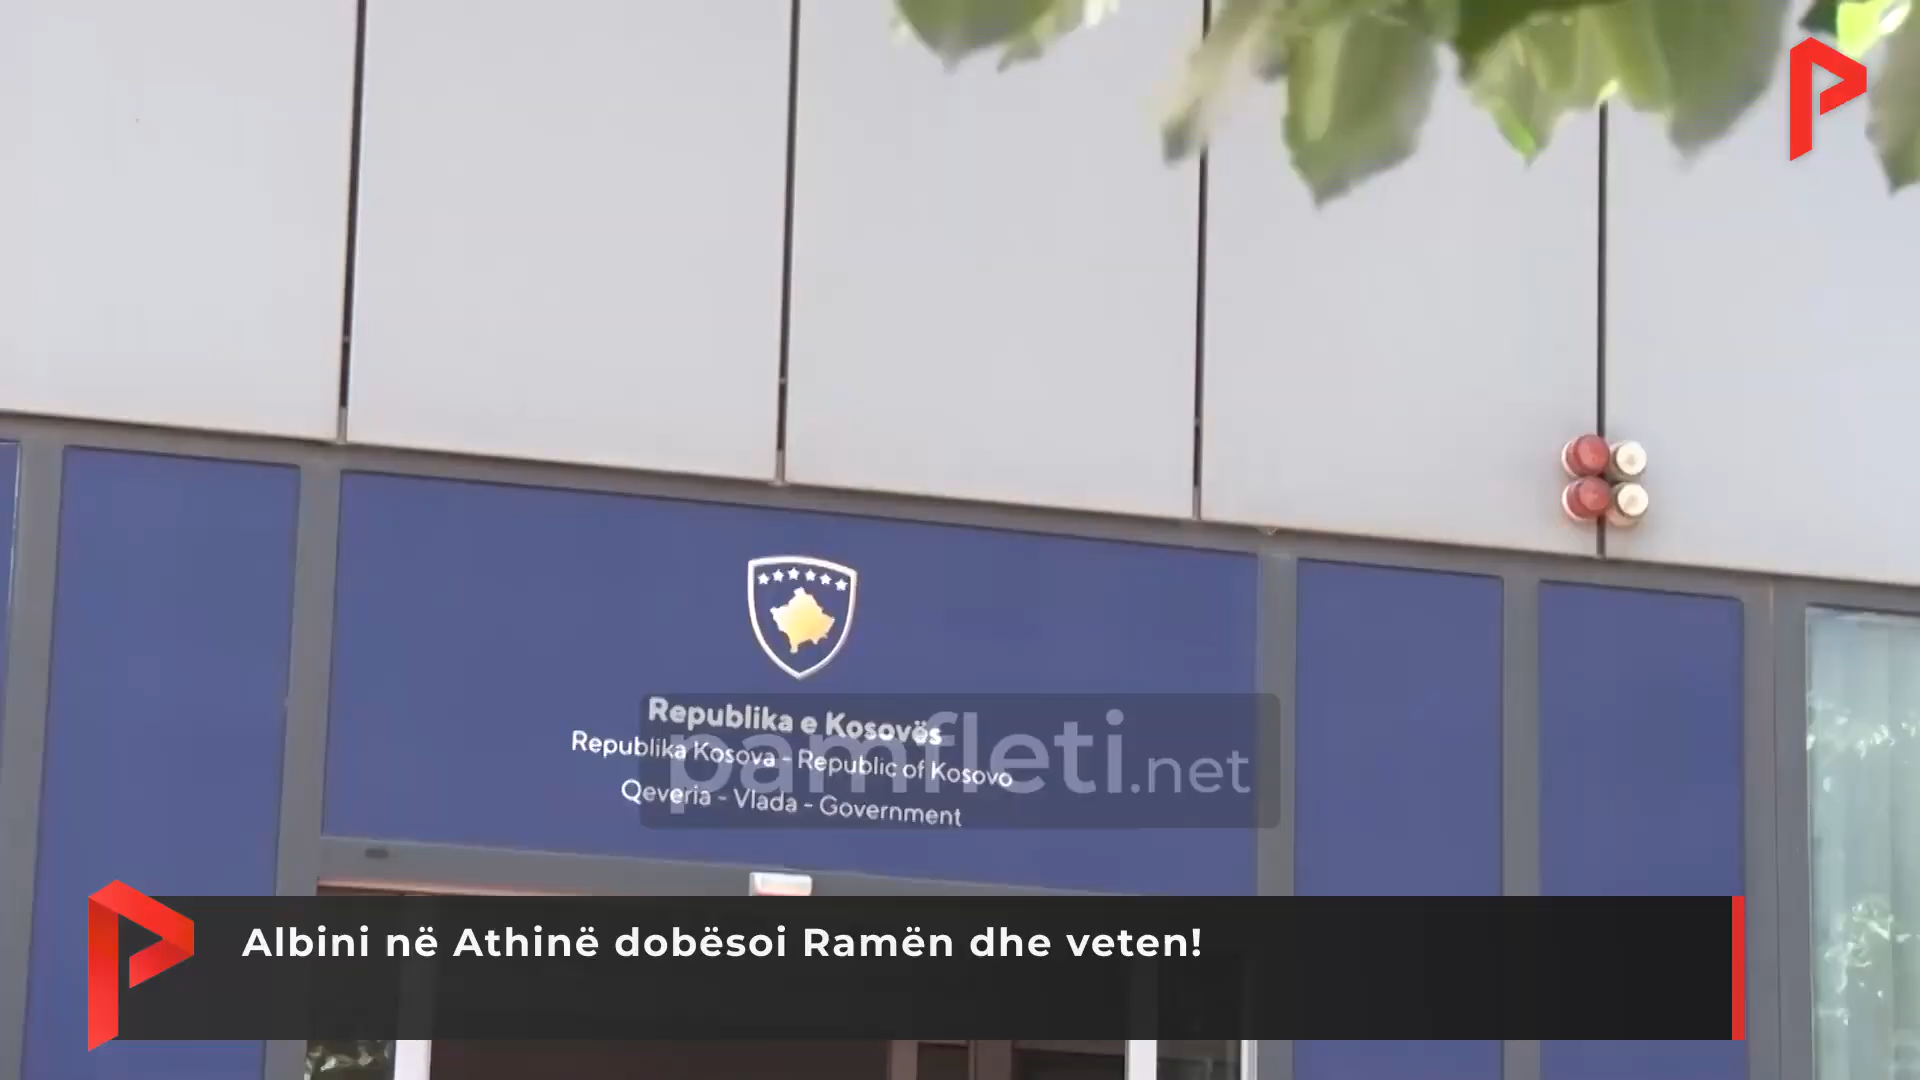 Republika e Kosovës
Republika Kosova - Republic of Kosovo
Qeveria - Vlada - Government
pamfleti.net
Albini në Athinë dobësoi Ramën dhe veten!